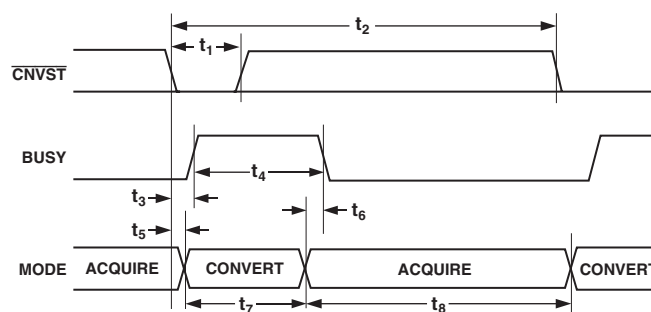 t2
t1
CNVST
BUSY
t4
t3
t6
t5
MODE ACQUIRE CONVERT ACQUIRE CONVERT
t7 t8